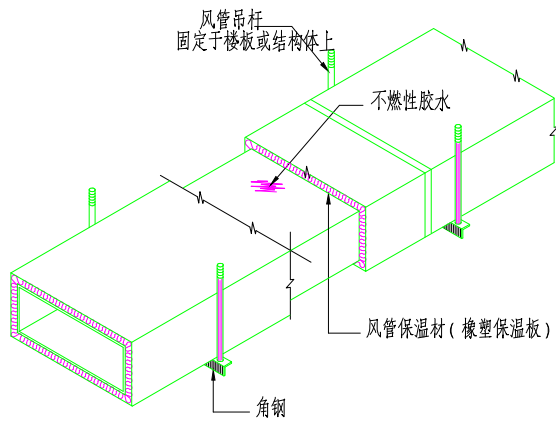 风管吊杆
固定于楼板或结构体上
不燃性胶水
风管保温材(橡塑保温板)
角钢